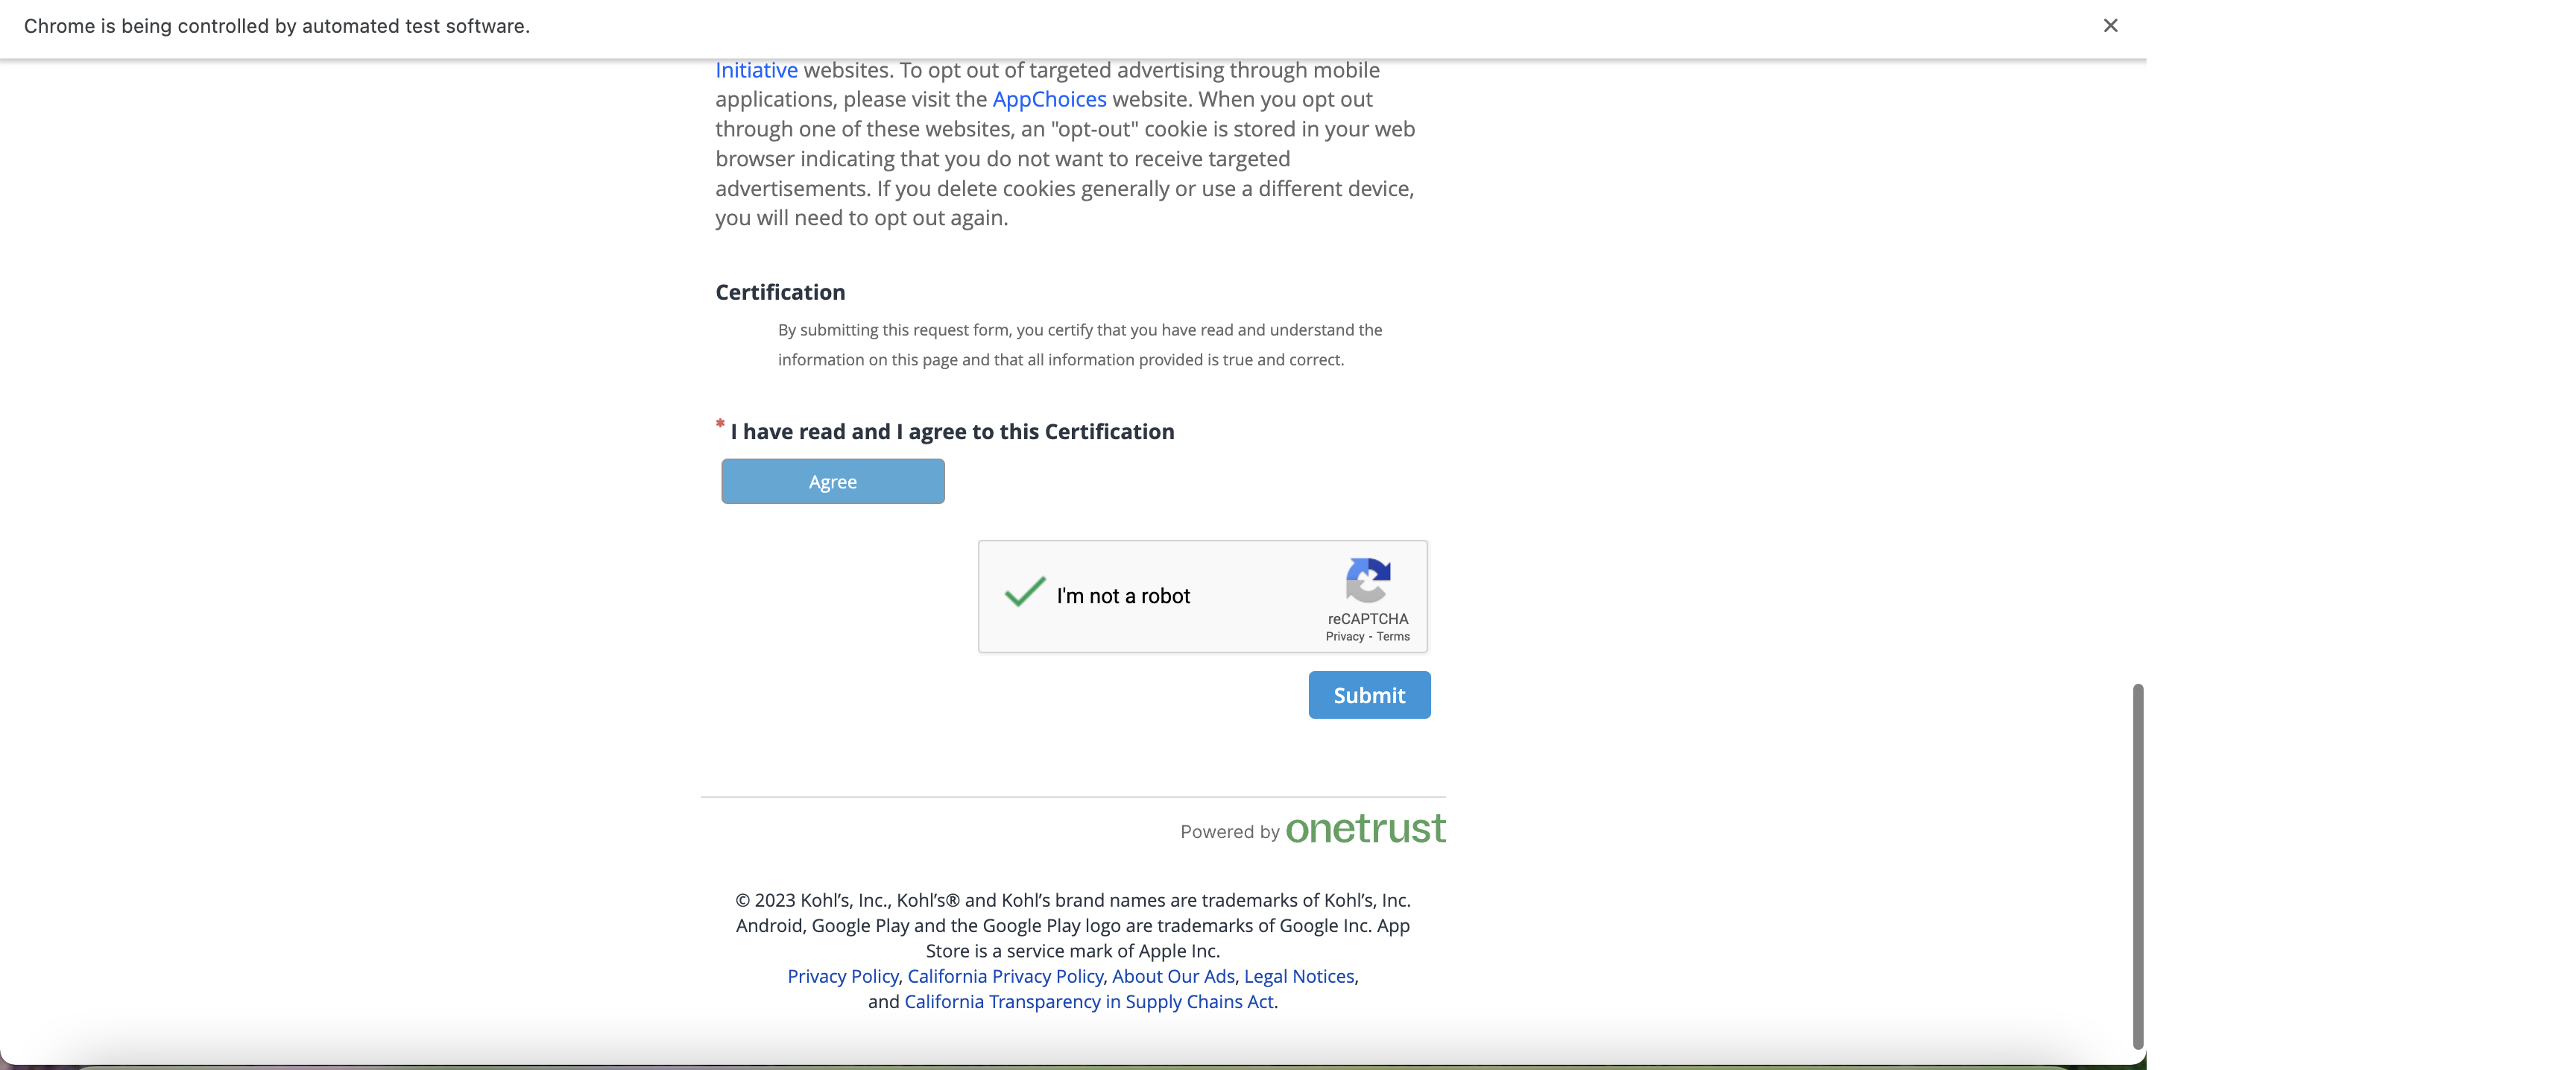 Chrome is being controlled by automated test software.
Initiative websites. To opt out of targeted advertising through mobile
applications, please visit the AppChoices website. When you opt out
through one of these websites, an "opt-out" cookie is stored in your web
browser indicating that you do not want to receive targeted
advertisements. If you delete cookies generally or use a different device,
you will need to opt out again.
Certification
By submitting this request form, you certify that you have read and understand the
information on this page and that all information provided is true and correct.
* I have read and I agree to this Certification
Agree
I'm not a robot
reCAPTCHA
Privacy - Terms
Submit
Powered by onetrust
© 2023 Kohl’s, Inc., Kohl’s® and Kohl’s brand names are trademarks of Kohl’s, Inc.
Android, Google Play and the Google Play logo are trademarks of Google Inc. App
Store is a service mark of Apple Inc.
Privacy Policy, California Privacy Policy, About Our Ads, Legal Notices,
and California Transparency in Supply Chains Act.